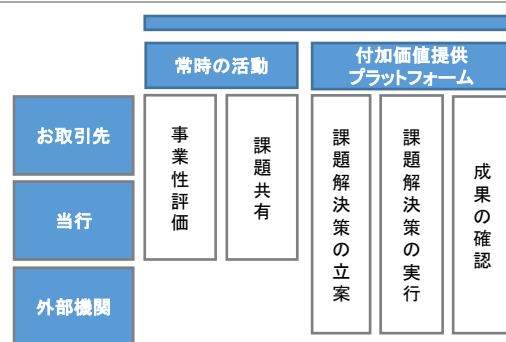 常時の活動
付加価値提供
プラットフォーム
お取引先
当行
外部機関
事業性評価
課題共有
課題解決策の立案
課題解決策の実行
成果の確認